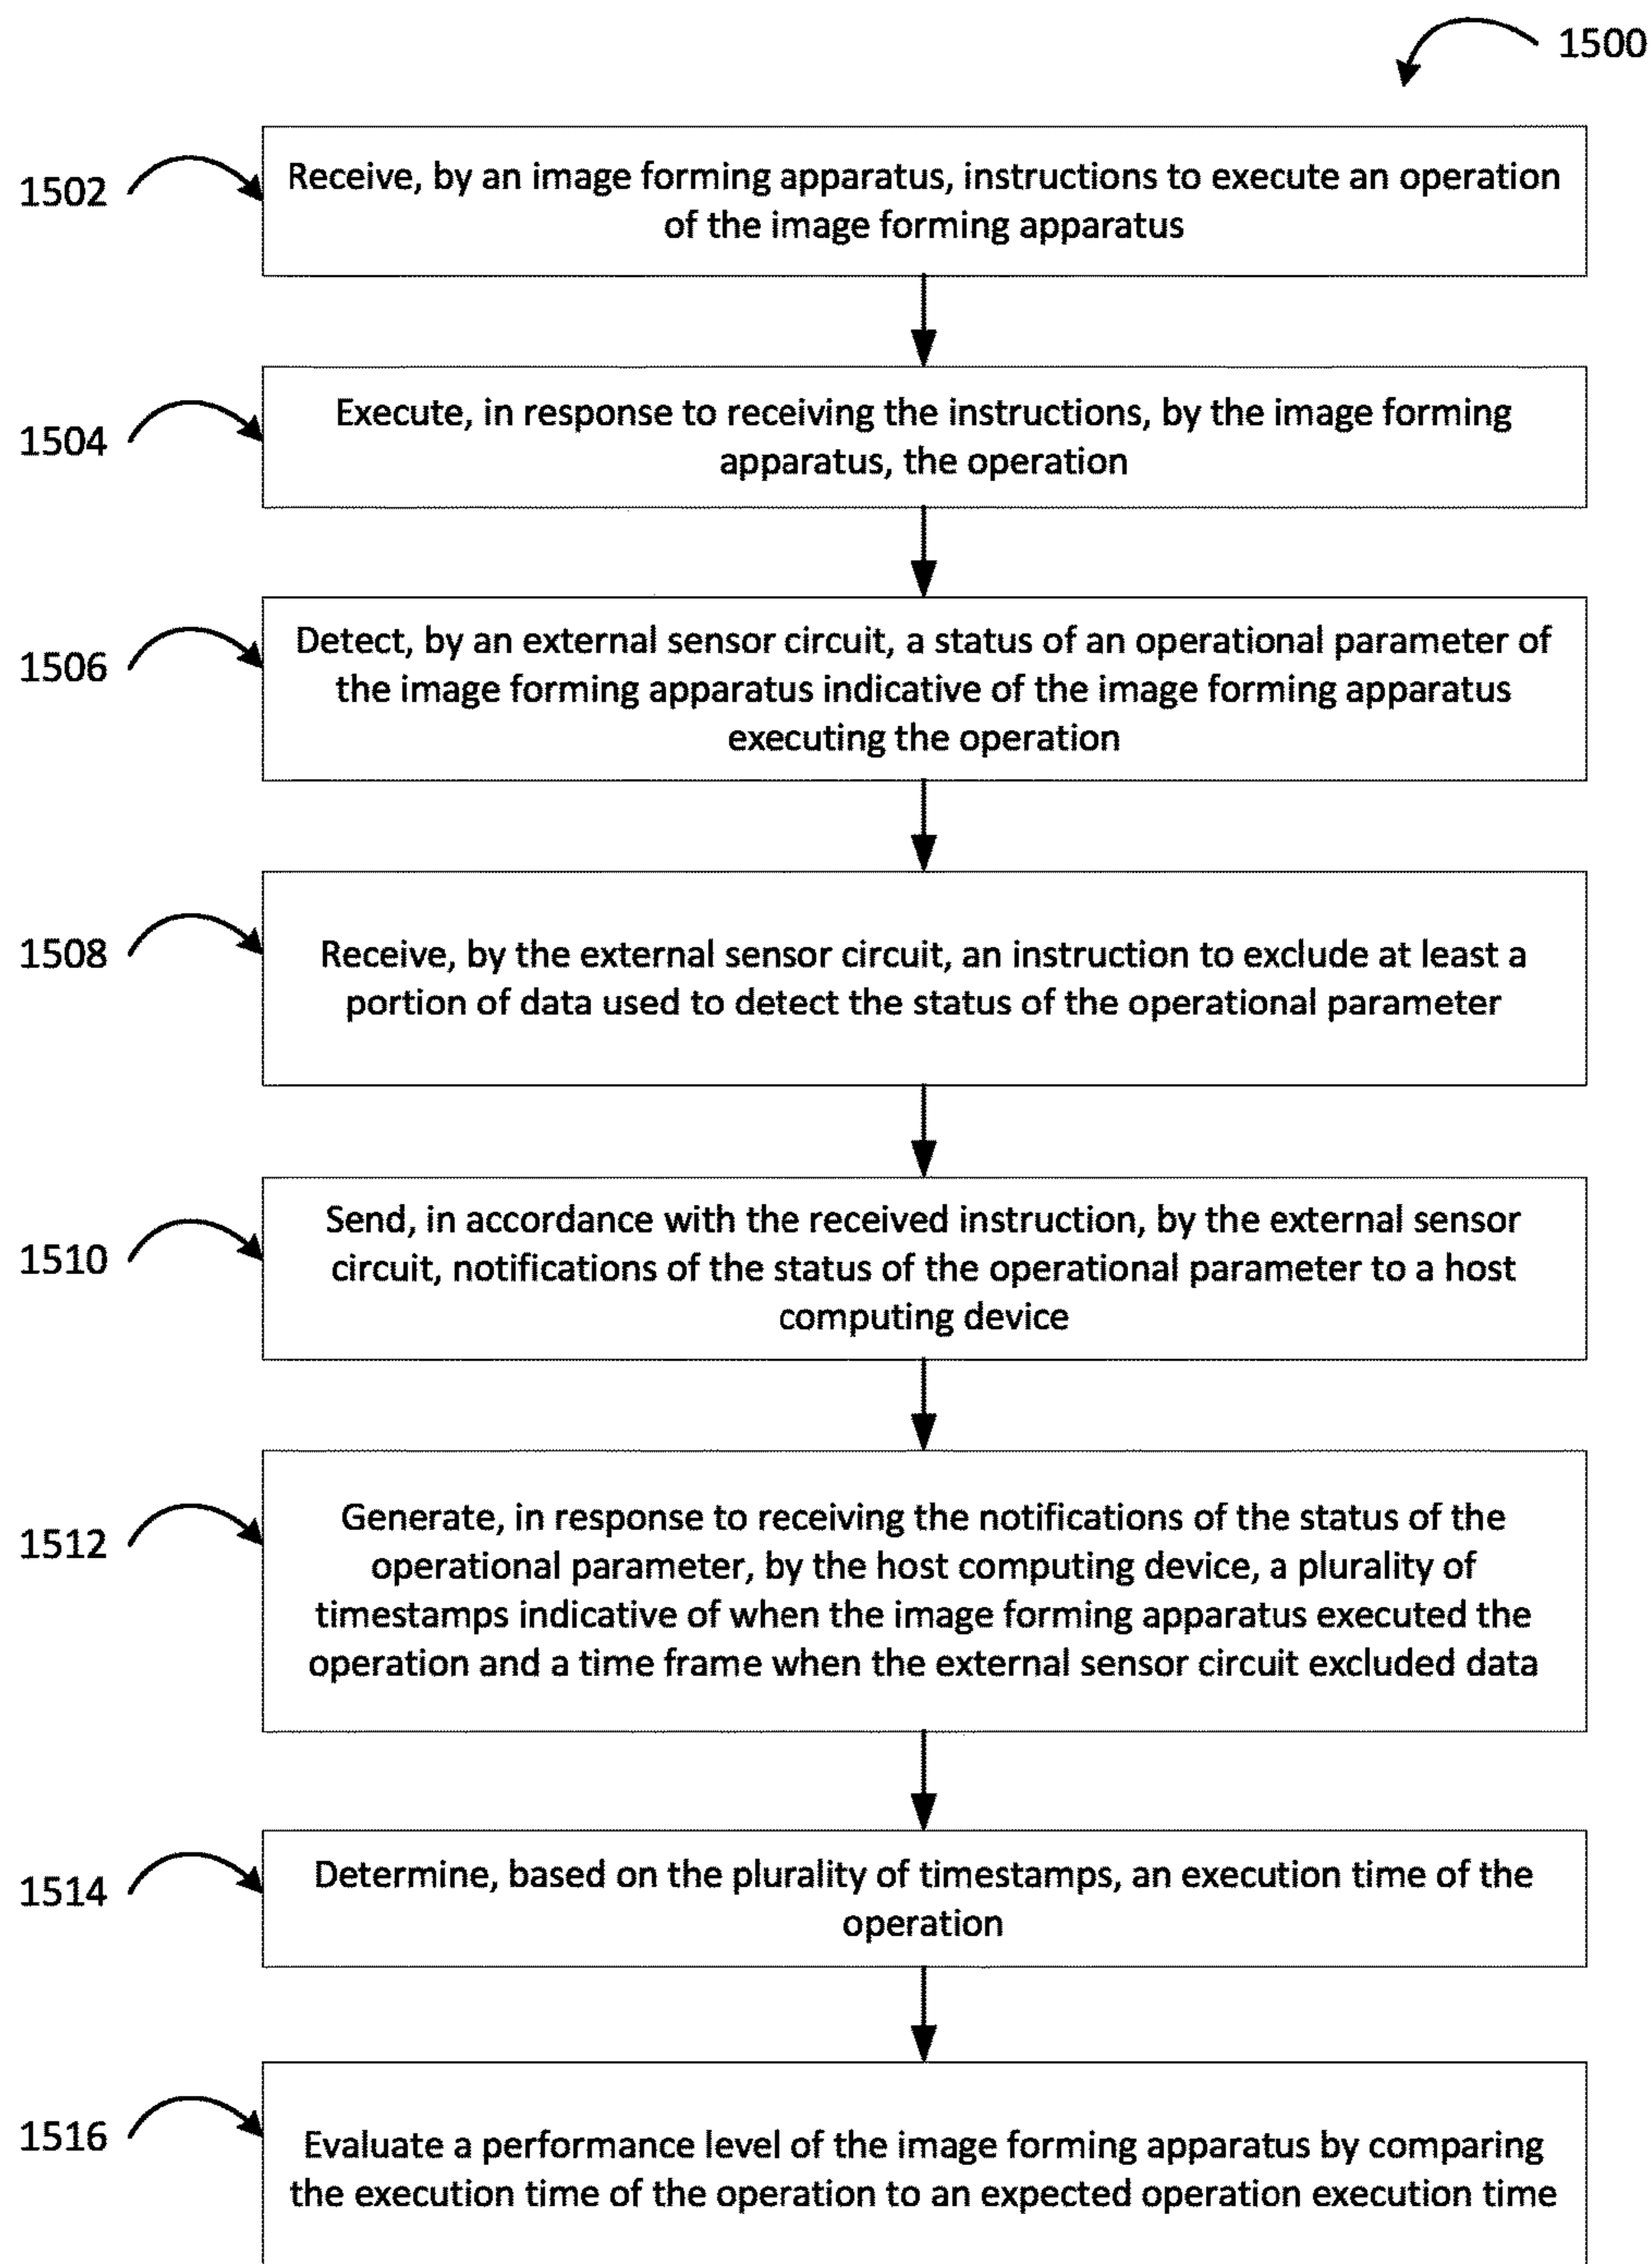 1500
1502
Receive, by an image forming apparatus, instructions to execute an operation
of the image forming apparatus
1504
Execute, in response to receiving the instructions, by the image forming
apparatus, the operation
1506
Detect, by an external sensor circuit, a status of an operational parameter of
the image forming apparatus indicative of the image forming apparatus
executing the operation
1508
Receive, by the external sensor circuit, an instruction to exclude at least a
portion of data used to detect the status of the operational parameter
1510
Send, in accordance with the received instruction, by the external sensor
circuit, notifications of the status of the operational parameter to a host
computing device
1512
Generate, in response to receiving the notifications of the status of the
operational parameter, by the host computing device, a plurality of
timestamps indicative of when the image forming apparatus executed the
operation and a time frame when the external sensor circuit excluded data
1514
Determine, based on the plurality of timestamps, an execution time of the
operation
1516
Evaluate a performance level of the image forming apparatus by comparing
the execution time of the operation to an expected operation execution time